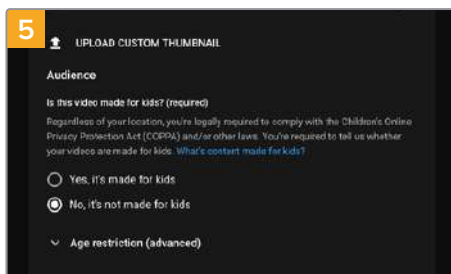 5
UPLOAD CUSTOM THUMBNAIL
Audience
Is this video made for kids? (required)
Regardless of your location, you're legally required to comply with the Children's Online
Privacy Protection Act (COPPA) and/or other laws. You're required to tell us whether
your videos are made for kids. What's content made for kids?
Yes, it's made for kids
No, it's not made for kids
Age restriction (advanced)